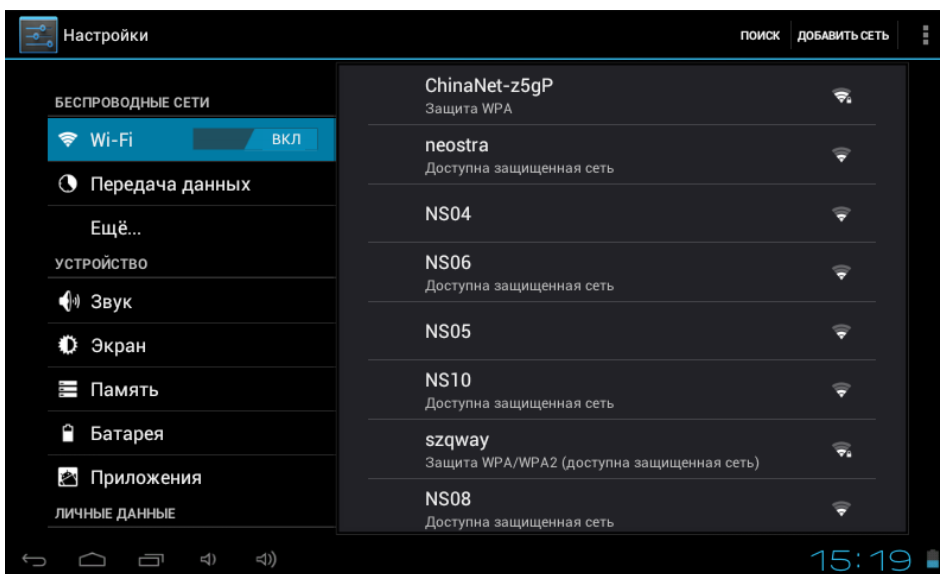 Настройки
ПОИСК
ДОБАВИТЬ СЕТЬ
БЕСПРОВОДНЫЕ СЕТИ
Wi-Fi
ВКЛ
Передача данных
Ещё...
УСТРОЙСТВО
Звук
Экран
Память
Батарея
Приложения
ЛИЧНЫЕ ДАННЫЕ
ChinaNet-z5gP
Защита WPA
neostra
Доступна защищенная сеть
NS04
NS06
Доступна защищенная сеть
NS05
NS10
Доступна защищенная сеть
szqway
Защита WPA/WPA2 (доступна защищенная сеть)
NS08
Доступна защищенная сеть
15:19